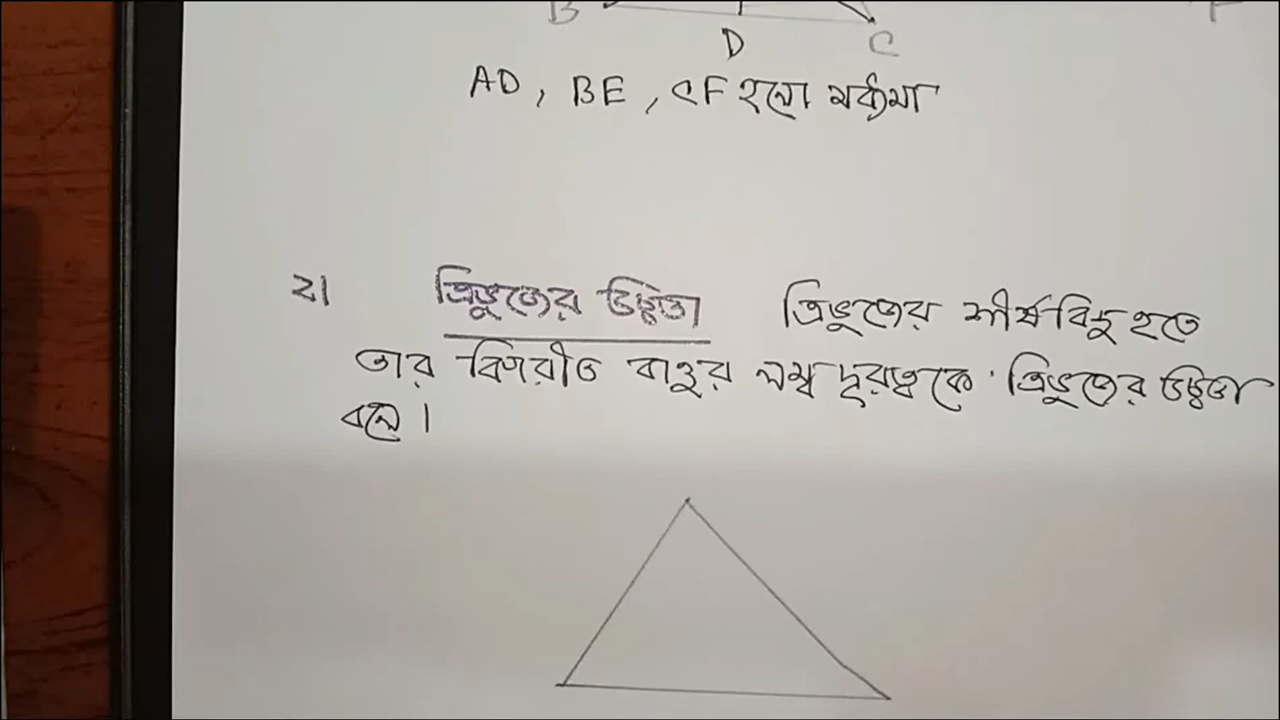 B
D C
AD, BE, CF হলো মধ্যমা
২। ত্রিভুজের উচ্চতা ত্রিভুজের শীর্ষবিন্দু হতে
তার বিপরীত বাহুর লম্ব দূরত্বকে ত্রিভুজের উচ্চতা
বলে।